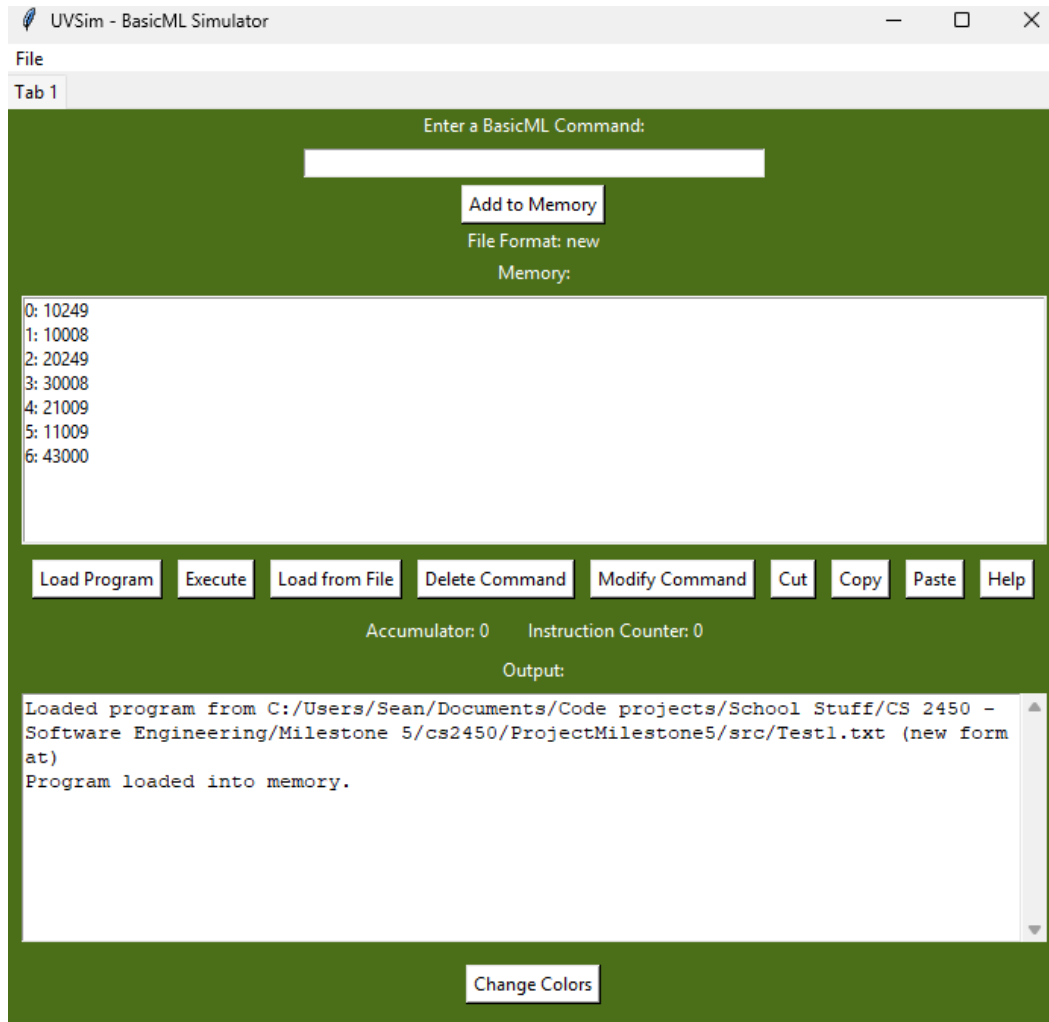 UVSim - BasicML Simulator
File
Tab 1
Enter a BasicML Command:
Add to Memory
File Format: new
Memory:
0: 10249
1: 10008
2: 20249
3: 30008
4: 21009
5: 11009
6: 43000
Load Program Execute Load from File Delete Command Modify Command Cut Copy Paste Help
Accumulator: 0 Instruction Counter: 0
Output:
Loaded program from C:/Users/Sean/Documents/Code projects/School Stuff/CS 2450 -
Software Engineering/Milestone 5/cs2450/ProjectMilestone5/src/Test1.txt (new form
at)
Program loaded into memory.
Change Colors